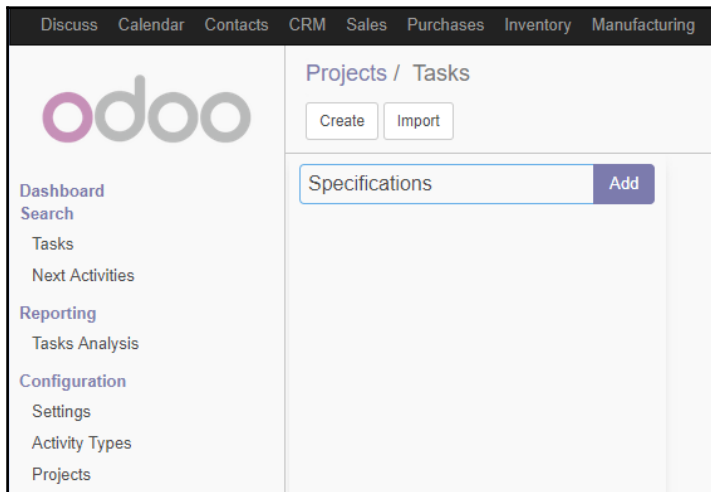 Discuss Calendar Contacts CRM Sales Purchases Inventory Manufacturing
odoo
Dashboard
Search
Tasks
Next Activities
Reporting
Tasks Analysis
Configuration
Settings
Activity Types
Projects
Projects / Tasks
Create Import
Specifications Add